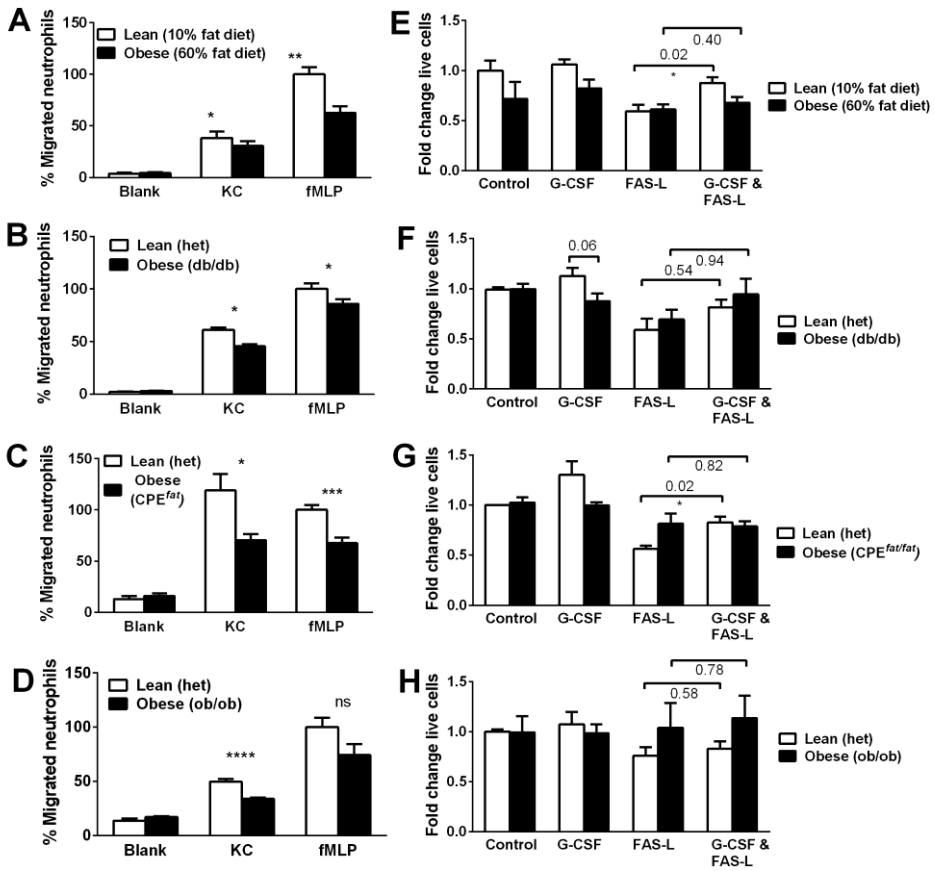 A
% Migrated neutrophils
150
100
50
0
Lean (10% fat diet)
Obese (60% fat diet)
*
**
Blank KC fMLP
E
Fold change live cells
1.5
1.0
0.5
0.0
0.40
0.02
*
Lean (10% fat diet)
Obese (60% fat diet)
Control G-CSF FAS-L G-CSF &
FAS-L
B
% Migrated neutrophils
150
100
50
0
Lean (het)
Obese (db/db)
*
*
Blank KC fMLP
F
Fold change live cells
1.5
1.0
0.5
0.0
0.06
0.94
0.54
Lean (het)
Obese (db/db)
Control G-CSF FAS-L G-CSF &
FAS-L
C
% Migrated neutrophils
150
100
50
0
Lean (het)
Obese
(CPEfat)
*
***
Blank KC fMLP
G
Fold change live cells
1.5
1.0
0.5
0.0
0.82
0.02
*
Lean (het)
Obese (CPEfat/fat)
Control G-CSF FAS-L G-CSF &
FAS-L
D
% Migrated neutrophils
150
100
50
0
Lean (het)
Obese (ob/ob)
****
ns
Blank KC fMLP
H
Fold change live cells
1.5
1.0
0.5
0.0
0.78
0.58
Lean (het)
Obese (ob/ob)
Control G-CSF FAS-L G-CSF &
FAS-L